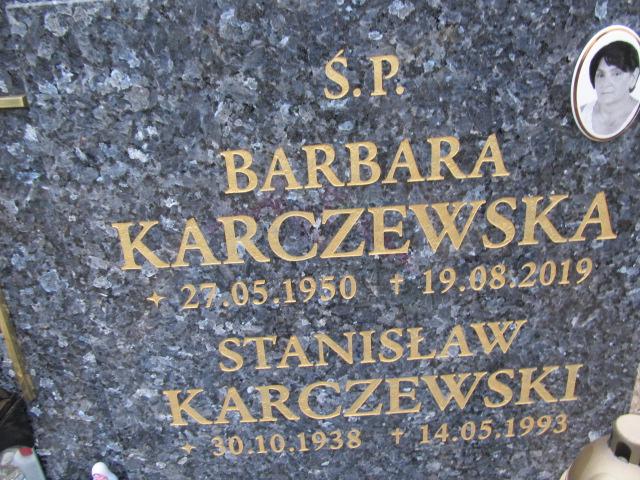 Ś.P.
BARBARA
KARCZEWSKA
✦ 27.05.1950 ✝ 19.08.2019
STANISŁAW
KARCZEWSKI
✦ 30.10.1938 ✝ 14.05.1993